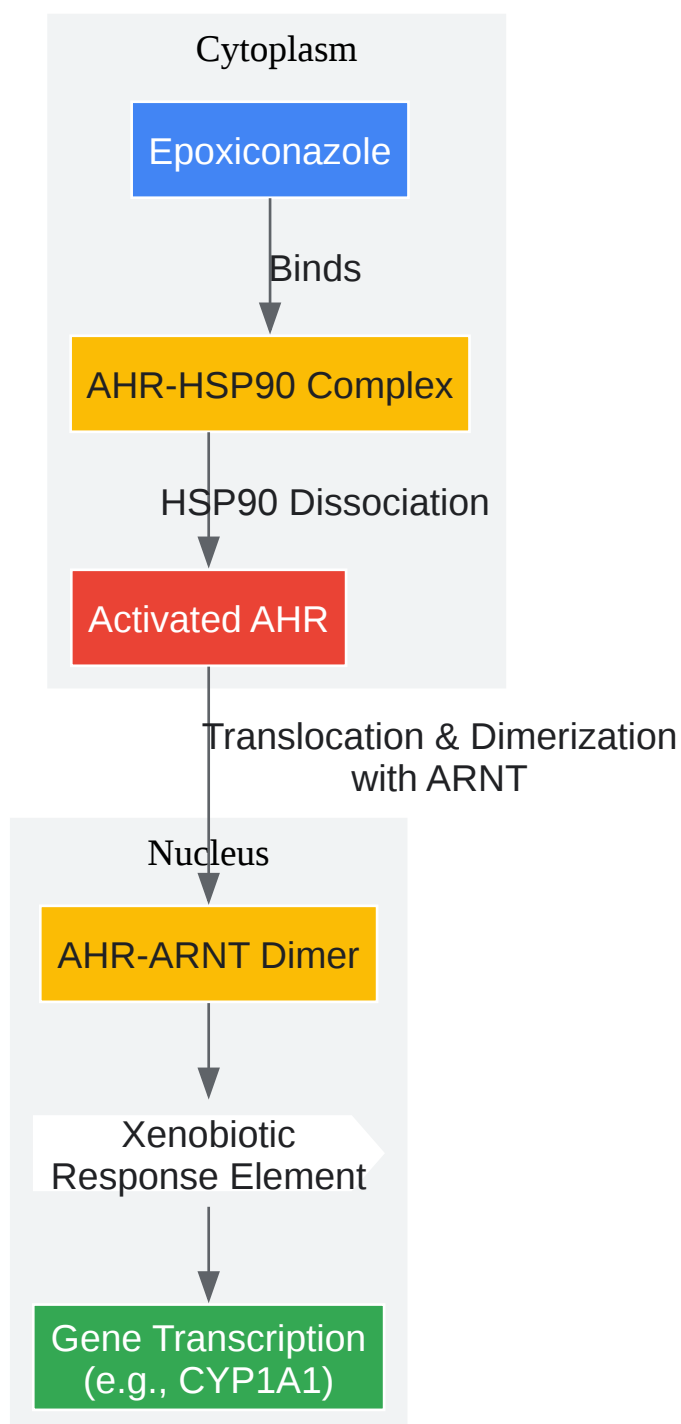 Cytoplasm
Epoxiconazole
Binds
AHR-HSP90 Complex
HSP90 Dissociation
Activated AHR
Translocation & Dimerization
with ARNT
Nucleus
AHR-ARNT Dimer
Xenobiotic
Response Element
Gene Transcription
(e.g., CYP1A1)